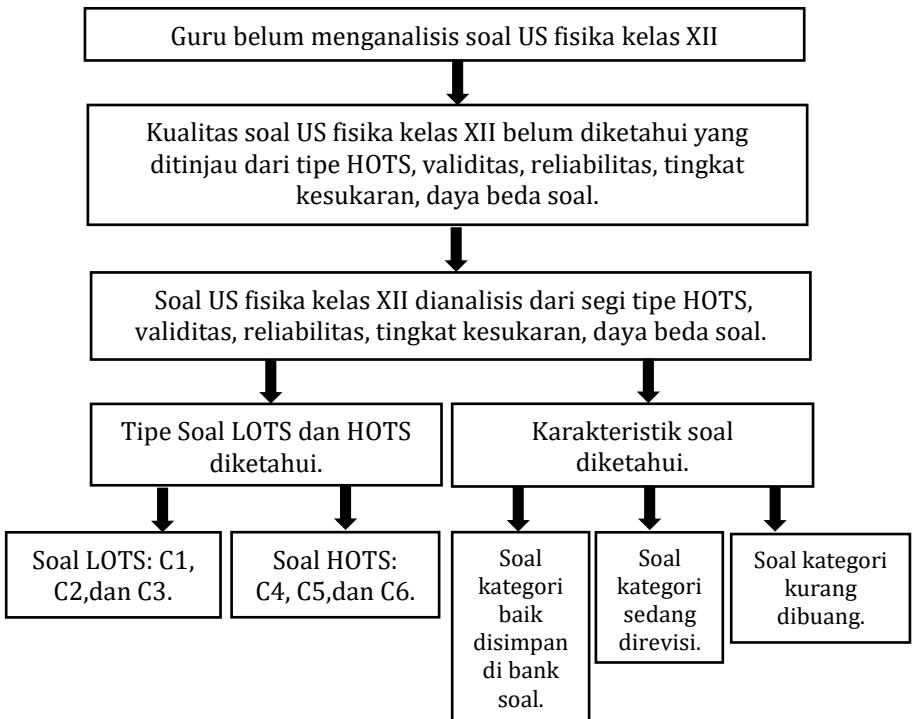 Guru belum menganalisis soal US fisika kelas XII
Kualitas soal US fisika kelas XII belum diketahui yang
ditinjau dari tipe HOTS, validitas, reliabilitas, tingkat
kesukaran, daya beda soal.
Soal US fisika kelas XII dianalisis dari segi tipe HOTS,
validitas, reliabilitas, tingkat kesukaran, daya beda soal.
Tipe Soal LOTS dan HOTS
diketahui.
Karakteristik soal
diketahui.
Soal LOTS: C1,
C2,dan C3.
Soal HOTS:
C4, C5,dan C6.
Soal
kategori
baik
disimpan
di bank
soal.
Soal
kategori
sedang
direvisi.
Soal kategori
kurang
dibuang.